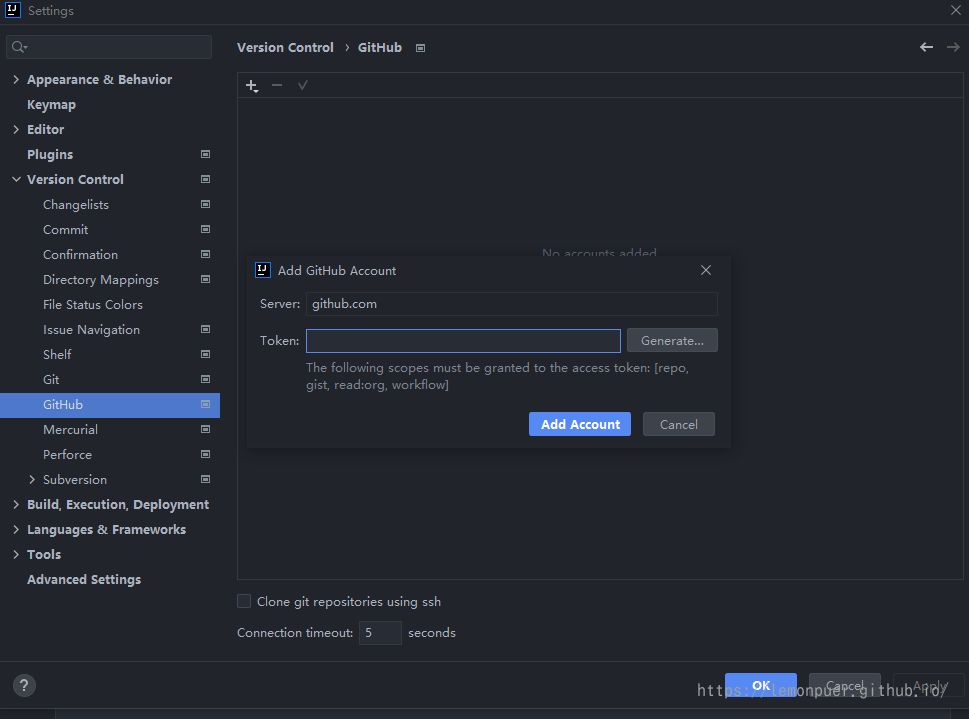 Settings
Version Control › GitHub
Appearance & Behavior
Keymap
Editor
Plugins
Version Control
Changelists
Commit
Confirmation
Directory Mappings
File Status Colors
Issue Navigation
Shelf
Git
GitHub
Mercurial
Perforce
Subversion
Build, Execution, Deployment
Languages & Frameworks
Tools
Advanced Settings
No accounts added
IJ Add GitHub Account
Server: github.com
Token: Generate...
The following scopes must be granted to the access token: [repo,
gist, read:org, workflow]
Add Account Cancel
Clone git repositories using ssh
Connection timeout: 5 seconds
? OK Cancel Apply
https://lemonpuer.github.io/